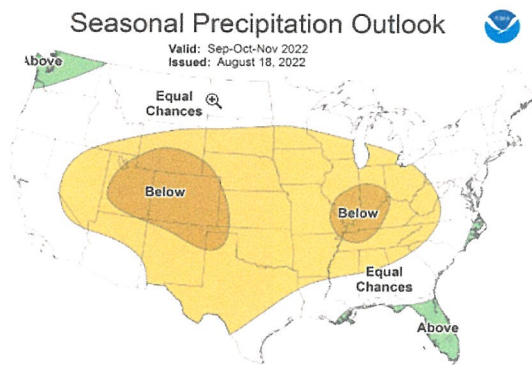 Seasonal Precipitation Outlook
Valid: Sep-Oct-Nov 2022
Issued: August 18, 2022
Above
Equal
Chances
Below
Below
Equal
Chances
Above